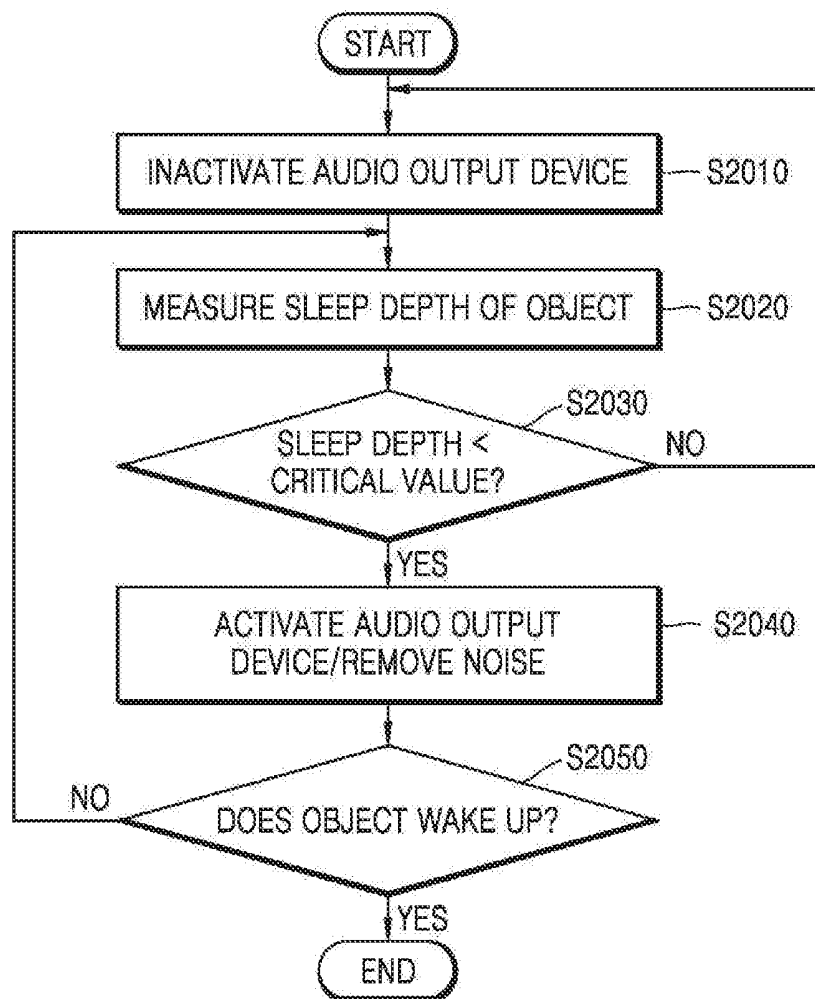 START
INACTIVATE AUDIO OUTPUT DEVICE
S2010
MEASURE SLEEP DEPTH OF OBJECT
S2020
S2030
SLEEP DEPTH <
CRITICAL VALUE?
NO
YES
ACTIVATE AUDIO OUTPUT
DEVICE/REMOVE NOISE
S2040
S2050
NO
DOES OBJECT WAKE UP?
YES
END